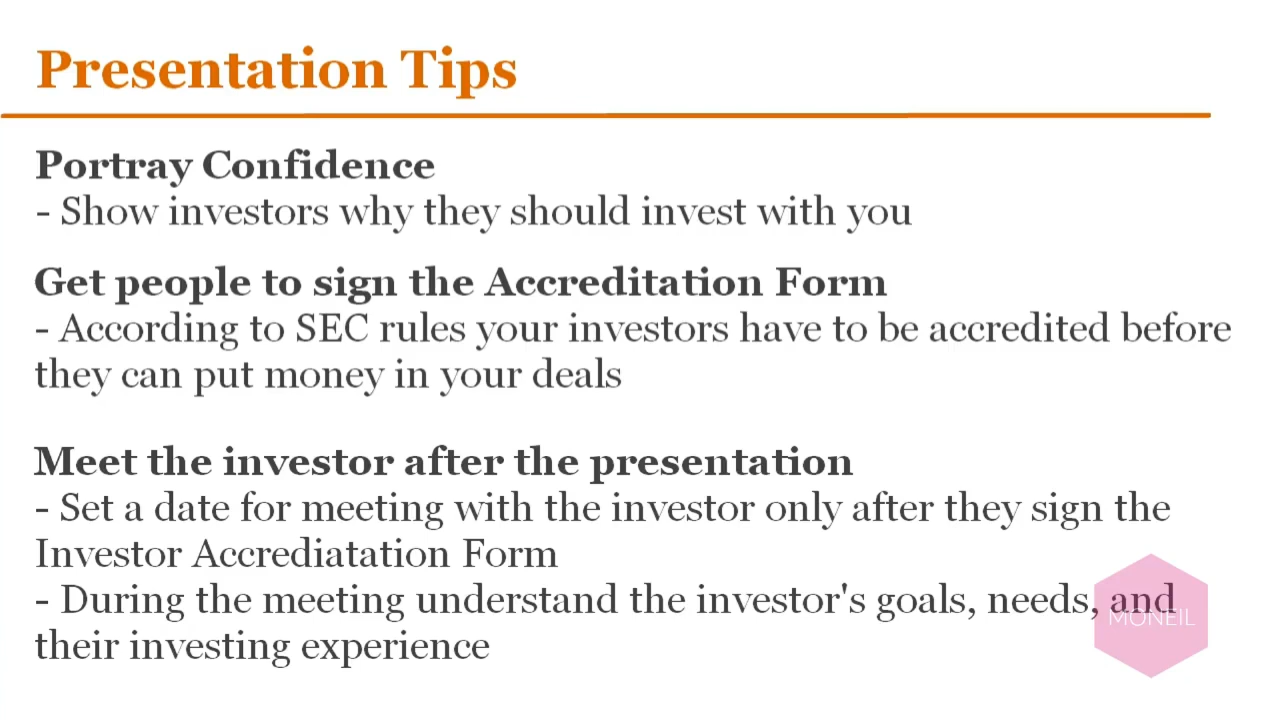 Presentation Tips
Portray Confidence
- Show investors why they should invest with you
Get people to sign the Accreditation Form
- According to SEC rules your investors have to be accredited before
they can put money in your deals
Meet the investor after the presentation
- Set a date for meeting with the investor only after they sign the
Investor Accrediatation Form
- During the meeting understand the investor's goals, needs, and
their investing experience
MONEIL